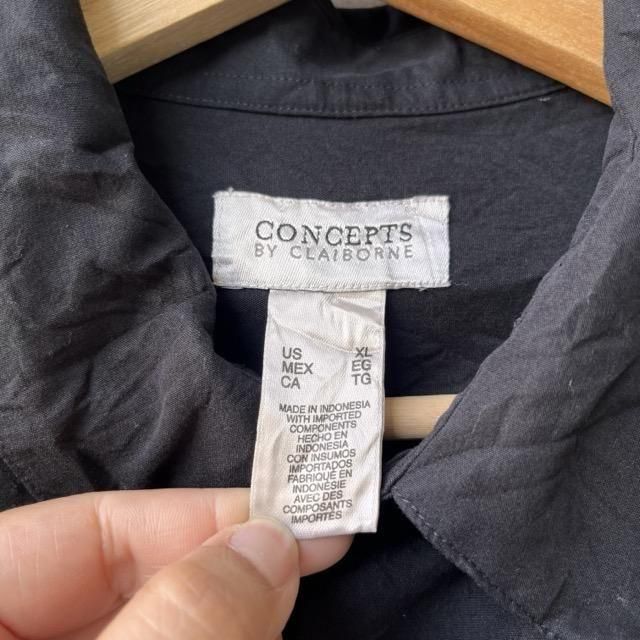 CONCEPTS
BY CLAIBORNE
US XL
MEX EG
CA TG
MADE IN INDONESIA
WITH IMPORTED
COMPONENTS
HECHO EN
INDONESIA
CON INSUMOS
IMPORTADOS
FABRIQUÉ EN
INDONÉSIE
AVEC DES
COMPOSANTS
IMPORTES